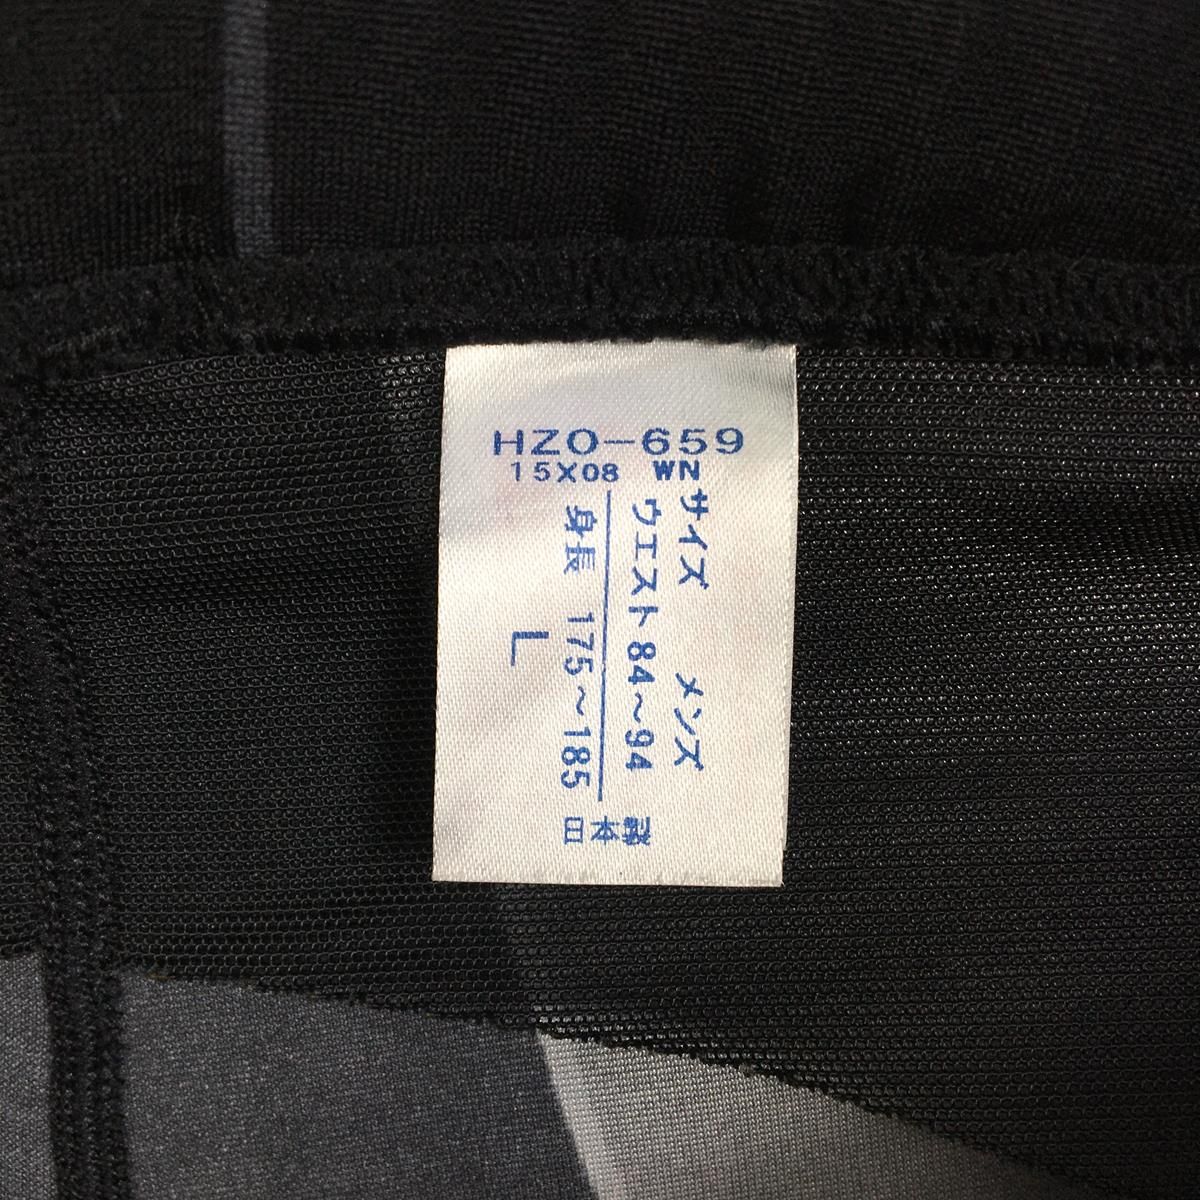 HZO-659
15X08 WN
サイズ メンズ
ウエスト84〜94
身長 175〜185
L
日本製